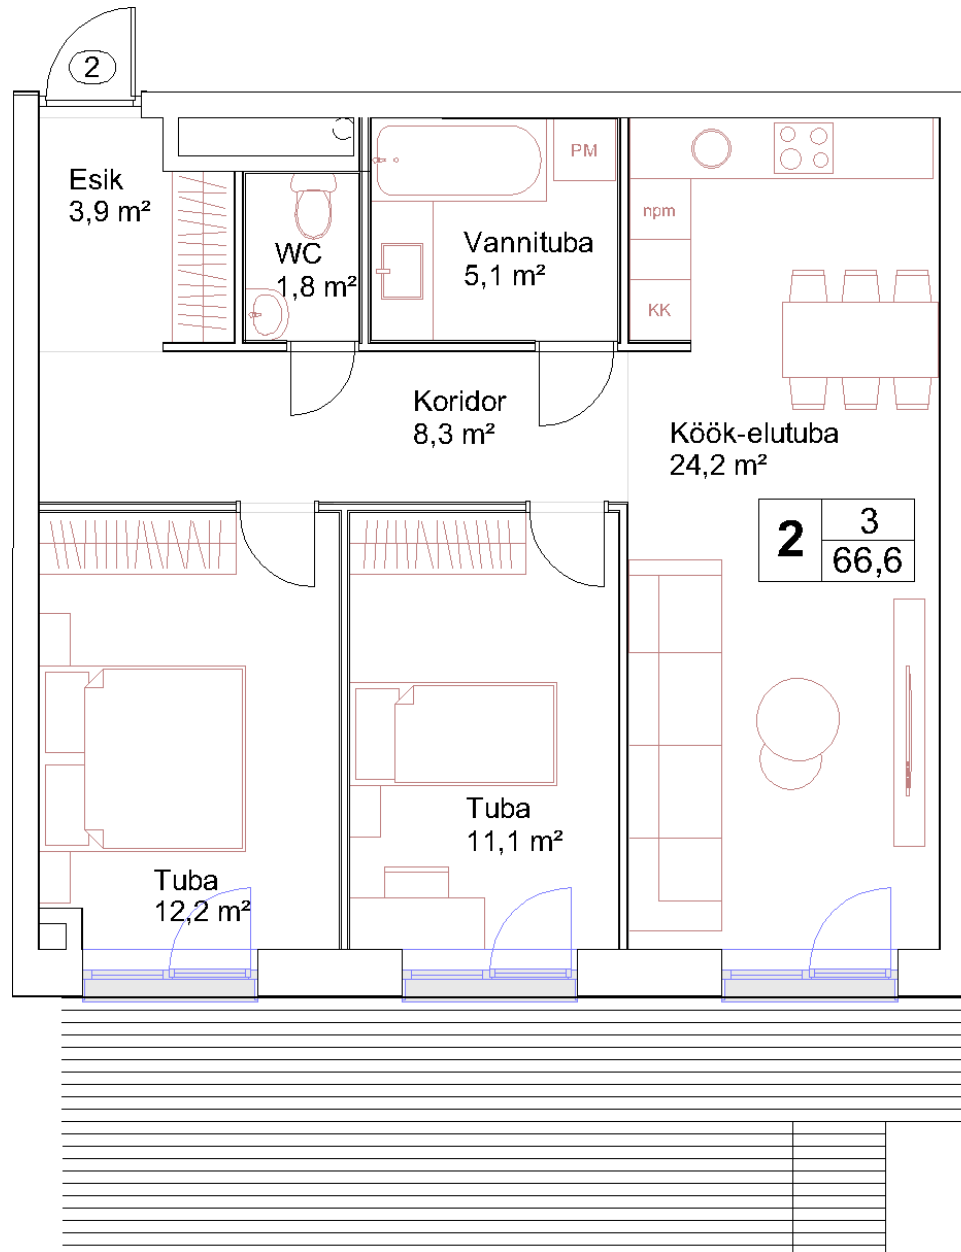 2
Esik
3,9 m²
WC
1,8 m²
PM
Vannituba
5,1 m²
npm
KK
Koridor
8,3 m²
Köök-elutuba
24,2 m²
2
3
66,6
Tuba
11,1 m²
Tuba
12,2 m²